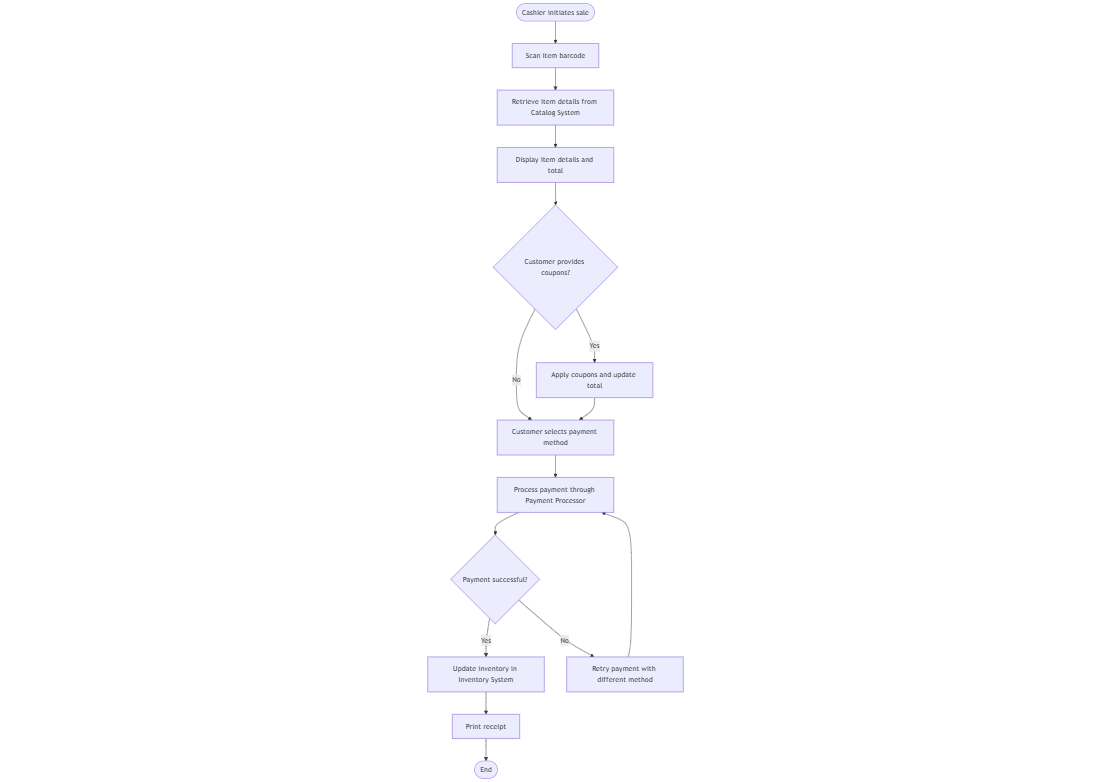 Cashier initiates sale
Scan item barcode
Retrieve item details from
Catalog System
Display item details and
total
Customer provides
coupons?
Yes
No
Apply coupons and update
total
Customer selects payment
method
Process payment through
Payment Processor
Payment successful?
Yes
No
Update inventory in
Inventory System
Retry payment with
different method
Print receipt
End